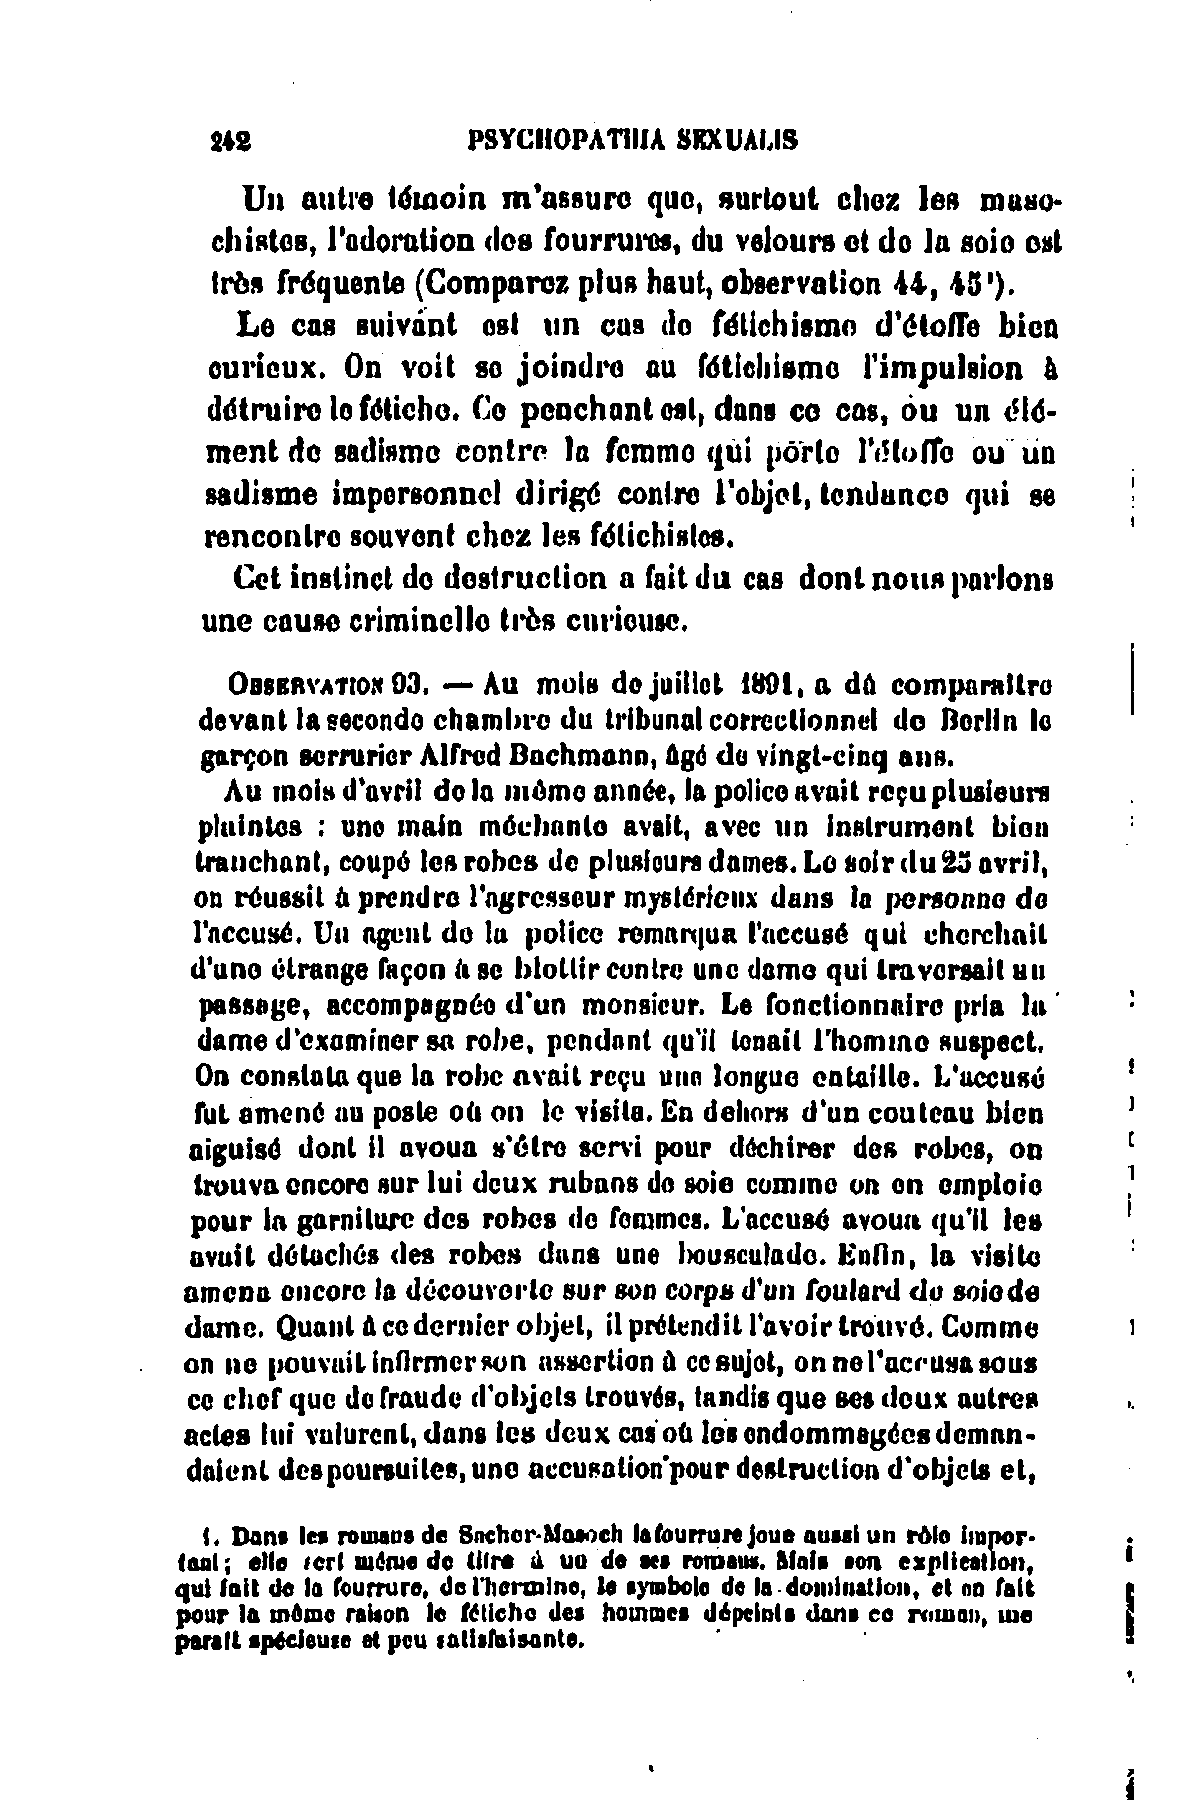 242 PSYCHOPATHIA SEXUALIS
Un autre témoin m'assure que, surtout chez les maso-
chistes, l'adoration des fourrures, du velours et de la soie est
très fréquente (Comparez plus haut, observation 44, 45¹).
Le cas suivant est un cas de fétichisme d'étoffe bien
curieux. On voit se joindre au fétichisme l'impulsion à
détruire le fétiche. Ce penchant est, dans ce cas, ou un élé-
ment de sadisme contre la femme qui porte l'étoffe ou un
sadisme impersonnel dirigé contre l'objet, tendance qui se
rencontre souvent chez les fétichistes.
Cet instinct de destruction a fait du cas dont nous parlons
une cause criminelle très curieuse.
OBSERVATION 93. — Au mois de juillet 1891, a dû comparaître
devant la seconde chambre du tribunal correctionnel de Berlin le
garçon serrurier Alfred Bachmann, âgé de vingt-cinq ans.
Au mois d'avril de la même année, la police avait reçu plusieurs
plaintes : une main méchante avait, avec un instrument bien
tranchant, coupé les robes de plusieurs dames. Le soir du 25 avril,
on réussit à prendre l'agresseur mystérieux dans la personne de
l'accusé. Un agent de la police remarqua l'accusé qui cherchait
d'une étrange façon à se blottir contre une dame qui traversait un
passage, accompagnée d'un monsieur. Le fonctionnaire pria la
dame d'examiner sa robe, pendant qu'il tenait l'homme suspect.
On constata que la robe avait reçu une longue entaille. L'accusé
fut amené au poste où on le visita. En dehors d'un couteau bien
aiguisé dont il avoua s'être servi pour déchirer des robes, on
trouva encore sur lui deux rubans de soie comme on en emploie
pour la garniture des robes de femmes. L'accusé avoua qu'il les
avait détachés des robes dans une bousculade. Enfin, la visite
amena encore la découverte sur son corps d'un foulard de soie de
dame. Quant à ce dernier objet, il prétendit l'avoir trouvé. Comme
on ne pouvait infirmer son assertion à ce sujet, on ne l'accusa sous
ce chef que de fraude d'objets trouvés, tandis que ses deux autres
actes lui valurent, dans les deux cas où les endommagées deman-
daient des poursuites, une accusation pour destruction d'objets et,
1. Dans les romans de Sacher-Masoch la fourrure joue aussi un rôle impor-
tant ; elle sert même de titre à un de ses romans. Mais son explication,
qui fait de la fourrure, de l'hermine, le symbole de la domination, et en fait
pour la même raison le fétiche des hommes dépeints dans ce roman, me
paraît spécieuse et peu satisfaisante.